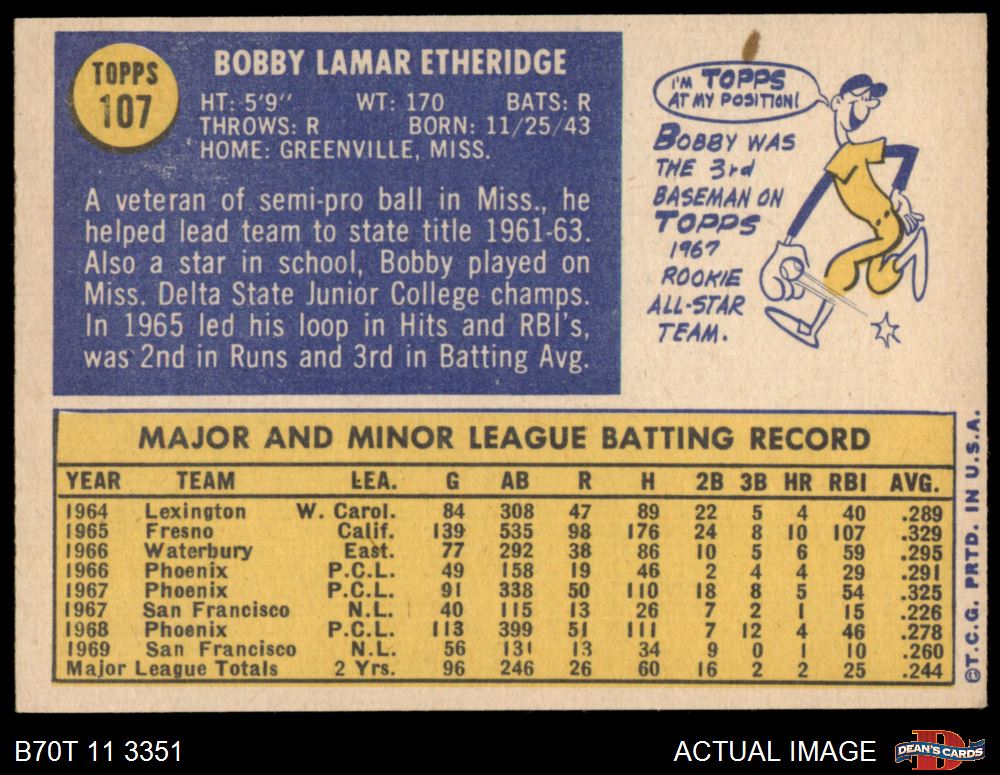 TOPPS
107
BOBBY LAMAR ETHERIDGE
HT: 5'9" WT: 170 BATS: R
THROWS: R BORN: 11/25/43
HOME: GREENVILLE, MISS.
A veteran of semi-pro ball in Miss., he
helped lead team to state title 1961-63.
Also a star in school, Bobby played on
Miss. Delta State Junior College champs.
In 1965 led his loop in Hits and RBI's,
was 2nd in Runs and 3rd in Batting Avg.
I'M TOPPS
AT MY POSITION!
BOBBY WAS
THE 3rd
BASEMAN ON
TOPPS
1967
ROOKIE
ALL-STAR
TEAM.
MAJOR AND MINOR LEAGUE BATTING RECORD
YEAR TEAM LEA. G AB R H 2B 3B HR RBI AVG.
1964 Lexington W. Carol. 84 308 47 89 22 5 4 40 .289
1965 Fresno Calif. 139 535 98 176 24 8 10 107 .329
1966 Waterbury East. 77 292 38 86 10 5 6 59 .295
1966 Phoenix P.C.L. 49 158 19 46 2 4 4 29 .291
1967 Phoenix P.C.L. 91 338 50 110 18 8 5 54 .325
1967 San Francisco N.L. 40 115 13 26 7 2 1 15 .226
1968 Phoenix P.C.L. 113 399 51 111 7 12 4 46 .278
1969 San Francisco N.L. 56 131 13 34 9 0 1 10 .260
Major League Totals 2 Yrs. 96 246 26 60 16 2 2 25 .244
©T.C.G. PRTD. IN U.S.A.
B70T 11 3351
ACTUAL IMAGE
DEAN'S CARDS